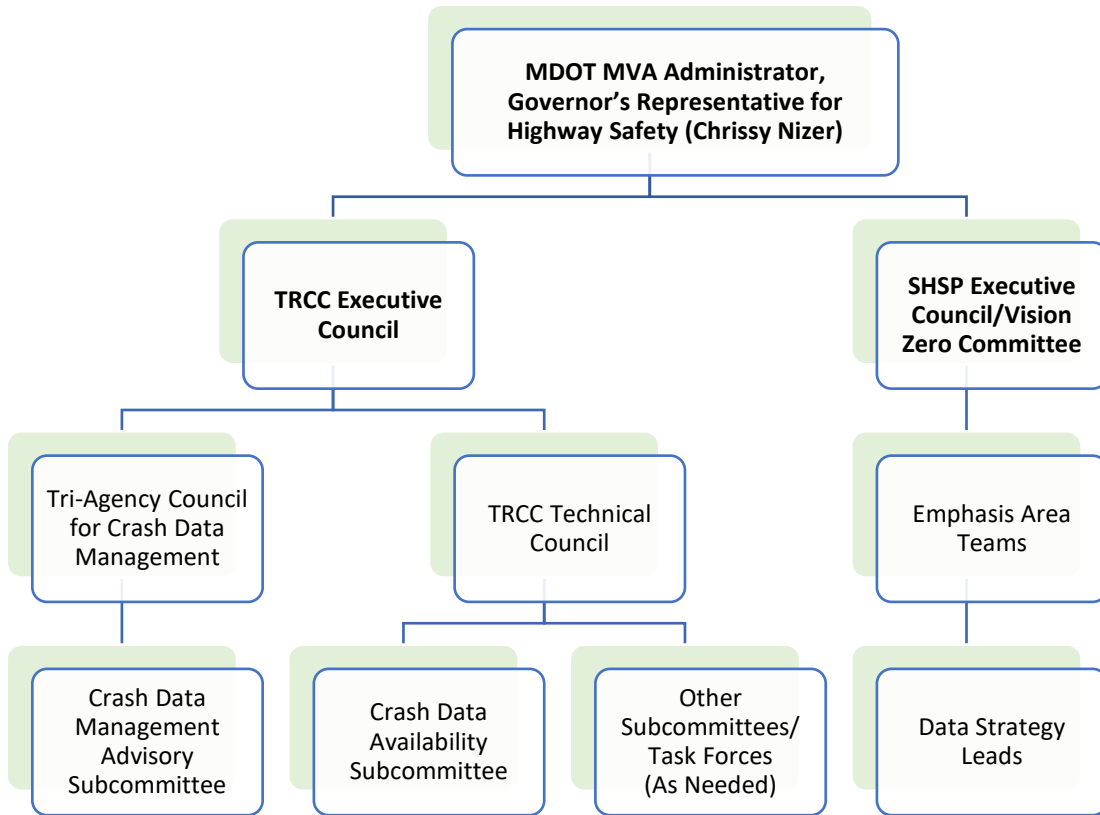 MDOT MVA Administrator,
Governor’s Representative for
Highway Safety (Chrissy Nizer)
TRCC Executive
Council
SHSP Executive
Council/Vision
Zero Committee
Tri-Agency Council
for Crash Data
Management
TRCC Technical
Council
Emphasis Area
Teams
Crash Data
Management
Advisory
Subcommittee
Crash Data
Availability
Subcommittee
Other
Subcommittees/
Task Forces
(As Needed)
Data Strategy
Leads